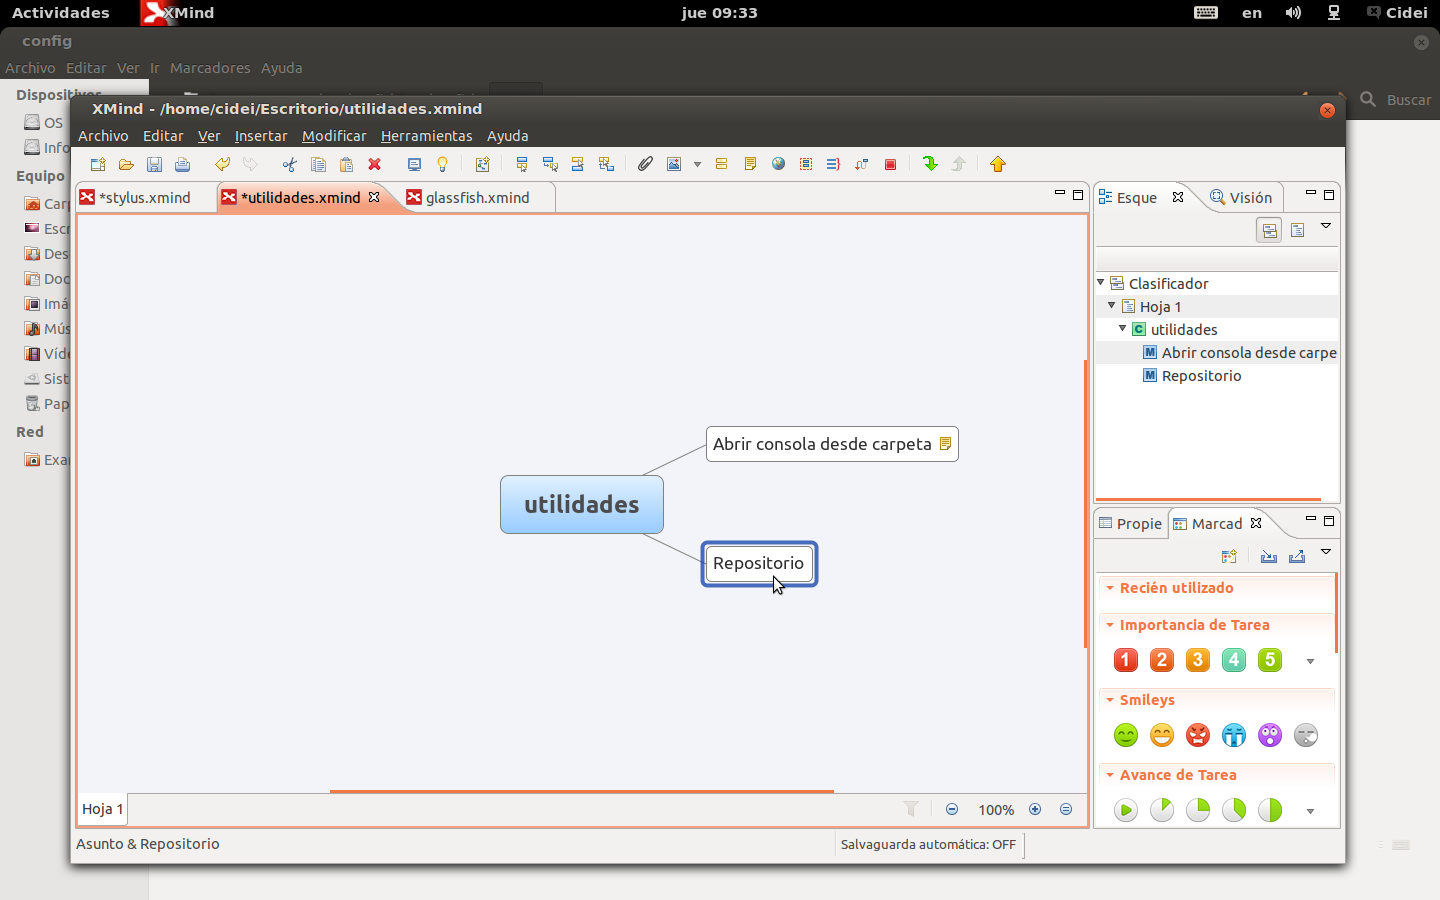 Actividades XMind jue 09:33 en Cidei
config
Archivo Editar Ver Ir Marcadores Ayuda
Buscar
Dispositivos
OS
Info
Equipo
Carp
Escr
Des
Doc
Imá
Mús
Víde
Sist
Pap
Red
Exa
XMind - /home/cidei/Escritorio/utilidades.xmind
Archivo Editar Ver Insertar Modificar Herramientas Ayuda
*stylus.xmind *utilidades.xmind glassfish.xmind
utilidades
Abrir consola desde carpeta
Repositorio
Hoja 1
100%
Asunto & Repositorio
Salvaguarda automática: OFF
Esque Visión
Clasificador
Hoja 1
C utilidades
M Abrir consola desde carpe
M Repositorio
Propie Marcad
Recién utilizado
Importancia de Tarea
1 2 3 4 5
Smileys
Avance de Tarea